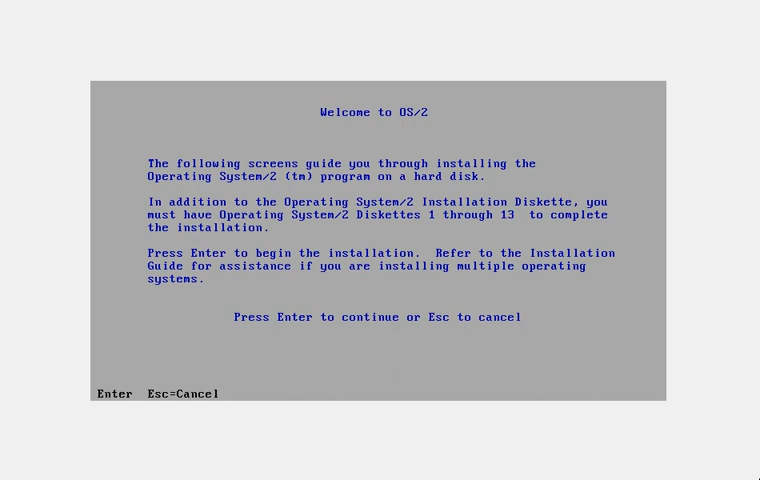 Welcome to OS/2
The following screens guide you through installing the
Operating System/2 (tm) program on a hard disk.
In addition to the Operating System/2 Installation Diskette, you
must have Operating System/2 Diskettes 1 through 13  to complete
the installation.
Press Enter to begin the installation.  Refer to the Installation
Guide for assistance if you are installing multiple operating
systems.
Press Enter to continue or Esc to cancel
Enter  Esc=Cancel